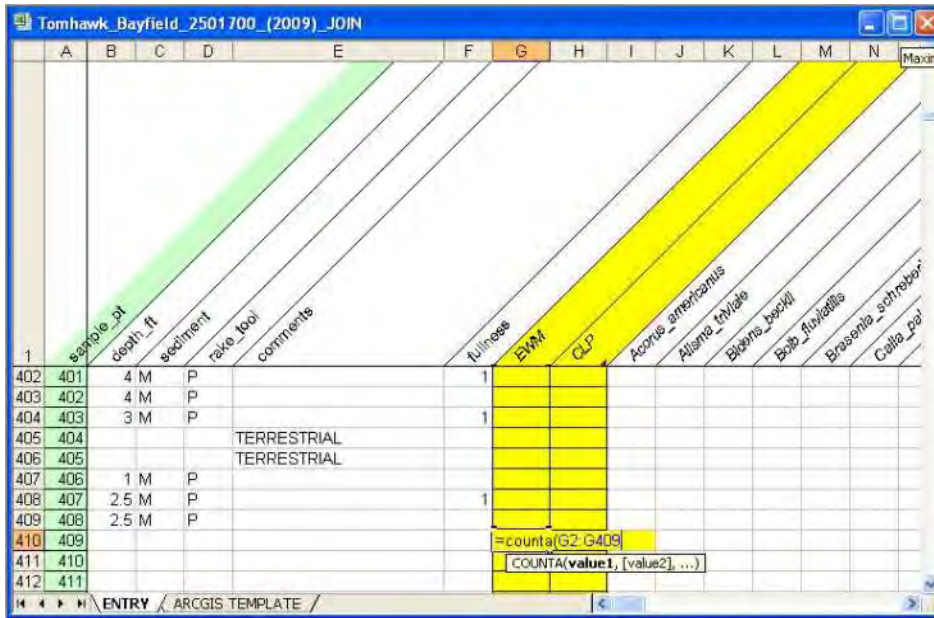 Tomhawk_Bayfield_2501700_(2009)_JOIN
A B C D E F G H I J K L M N
1 sample_pt depth_ft sediment rake_tool comments fullness EWM CLP Acorus_americanus Alisma_triviale Bidens_beckii Bolb_fluviatilis
402 401 4 M P 1
403 402 4 M P
404 403 3 M P 1
405 404 TERRESTRIAL
406 405 TERRESTRIAL
407 406 1 M P
408 407 2.5 M P 1
409 408 2.5 M P
410 409 =counta(G2:G409
411 410 COUNTA(value1, [value2], ...)
412 411
ENTRY ARCGIS TEMPLATE